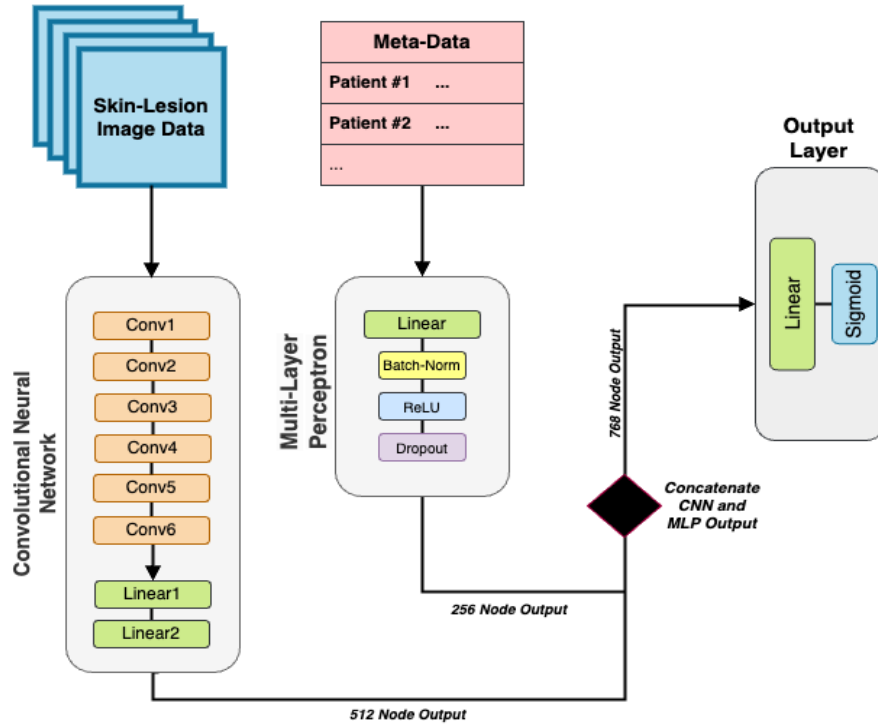 Skin-Lesion
Image Data
Meta-Data
Patient #1 ...
Patient #2 ...
...
Convolutional Neural
Network
Conv1
Conv2
Conv3
Conv4
Conv5
Conv6
Linear1
Linear2
Multi-Layer
Perceptron
Linear
Batch-Norm
ReLU
Dropout
256 Node Output
512 Node Output
Concatenate
CNN and
MLP Output
768 Node Output
Output
Layer
Linear
Sigmoid